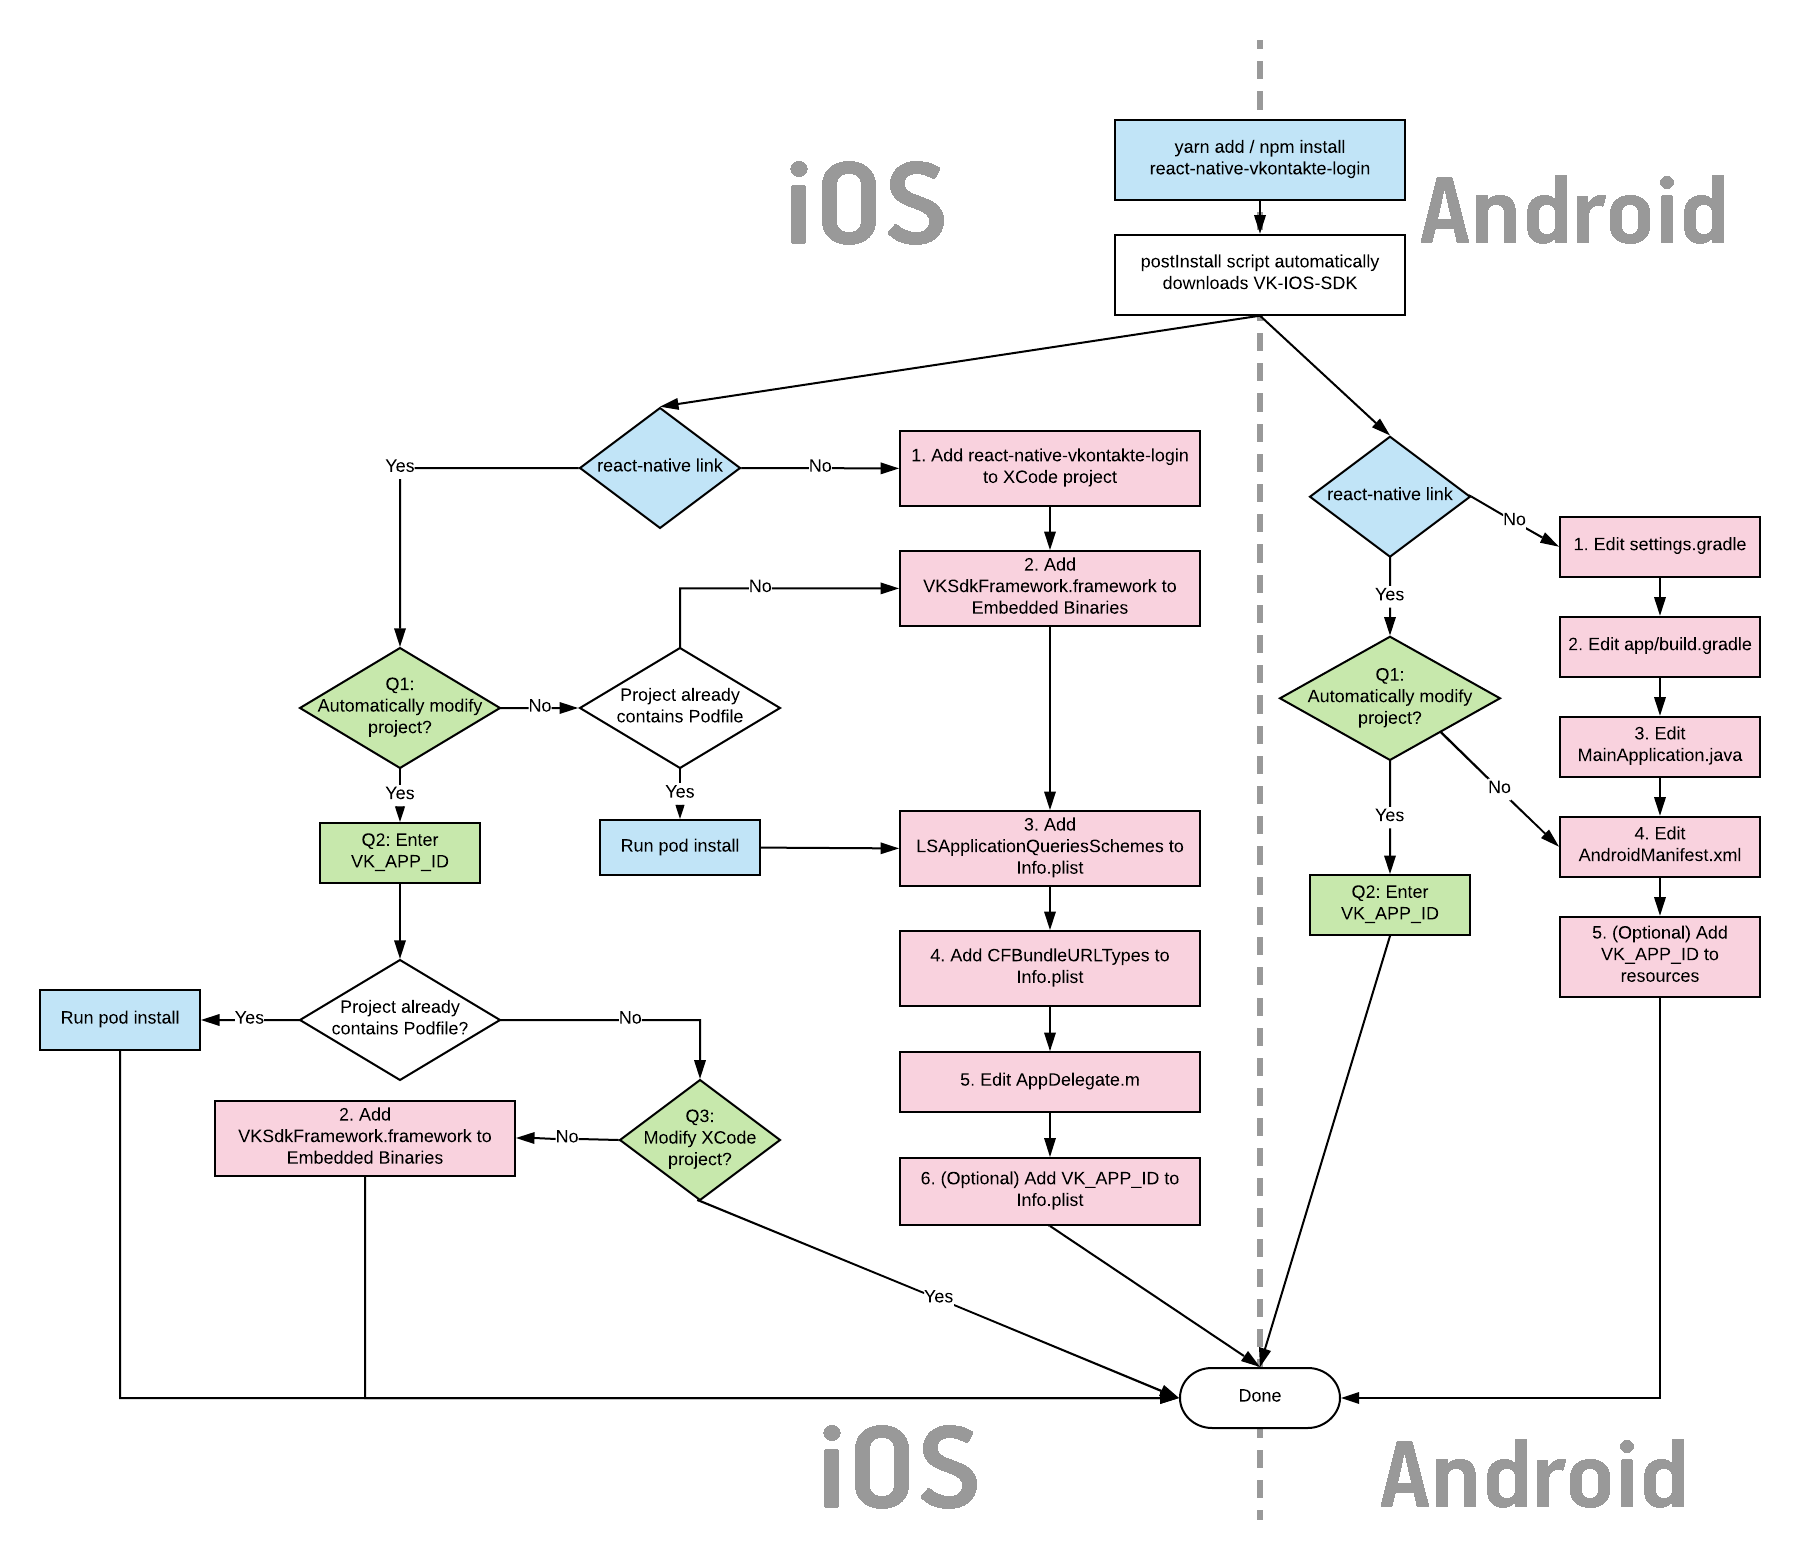 iOS
Android
yarn add / npm install
react-native-vkontakte-login
postInstall script automatically
downloads VK-IOS-SDK
react-native link
Yes
No
1. Add react-native-vkontakte-login
to XCode project
2. Add
VKSdkFramework.framework to
Embedded Binaries
No
Q1:
Automatically modify
project?
No
Project already
contains Podfile
Yes
Yes
Q2: Enter
VK_APP_ID
Run pod install
3. Add
LSApplicationQueriesSchemes to
Info.plist
4. Add CFBundleURLTypes to
Info.plist
Project already
contains Podfile?
Yes
Run pod install
No
5. Edit AppDelegate.m
Q3:
Modify XCode
project?
No
2. Add
VKSdkFramework.framework to
Embedded Binaries
6. (Optional) Add VK_APP_ID to
Info.plist
Yes
react-native link
No
Yes
1. Edit settings.gradle
2. Edit app/build.gradle
Q1:
Automatically modify
project?
3. Edit
MainApplication.java
No
Yes
4. Edit
AndroidManifest.xml
Q2: Enter
VK_APP_ID
5. (Optional) Add
VK_APP_ID to
resources
Done
iOS
Android